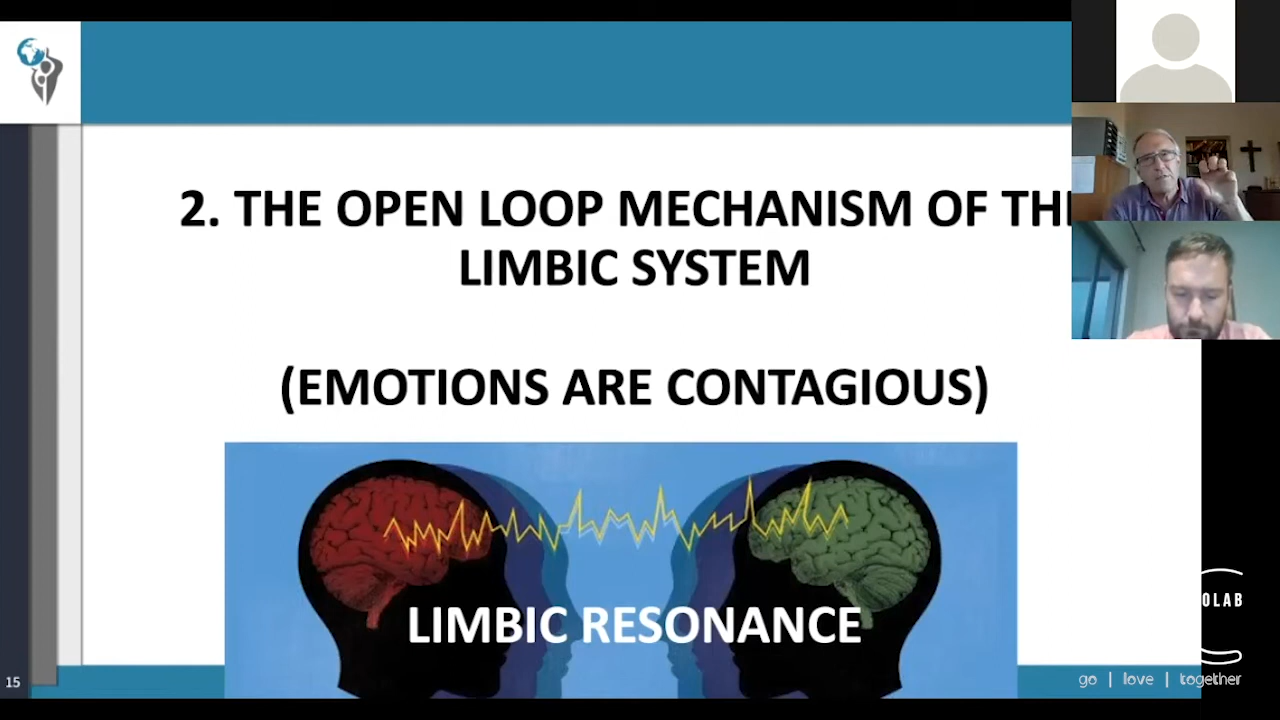 2. THE OPEN LOOP MECHANISM OF TH
LIMBIC SYSTEM
(EMOTIONS ARE CONTAGIOUS)
LIMBIC RESONANCE
OLAB
15
go | love | together